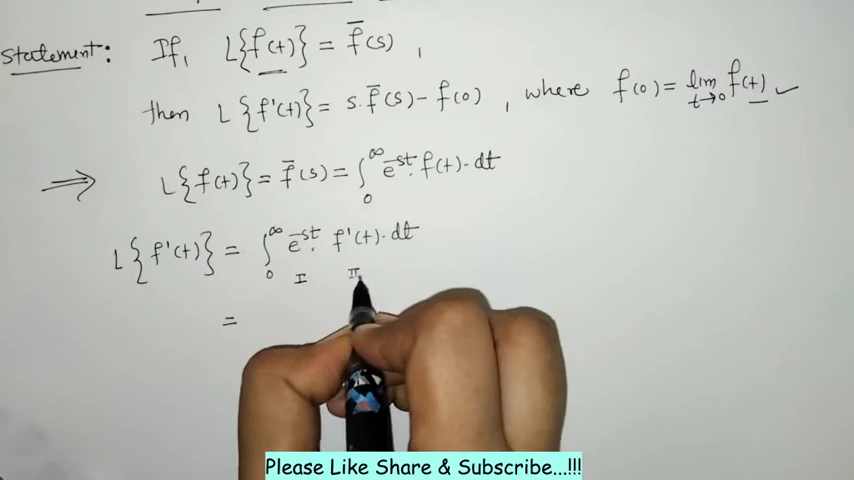 Statement: If, L{f(t)} = f̄(s),
then L{f'(t)} = s.f̄(s) - f(0), where f(0) = lim t→0 f(t) ✓
⟹ L{f(t)} = f̄(s) = ∫₀^∞ e^-st. f(t).dt
L{f'(t)} = ∫₀^∞ e^-st. f'(t).dt
I II
=
Please Like Share & Subscribe...!!!